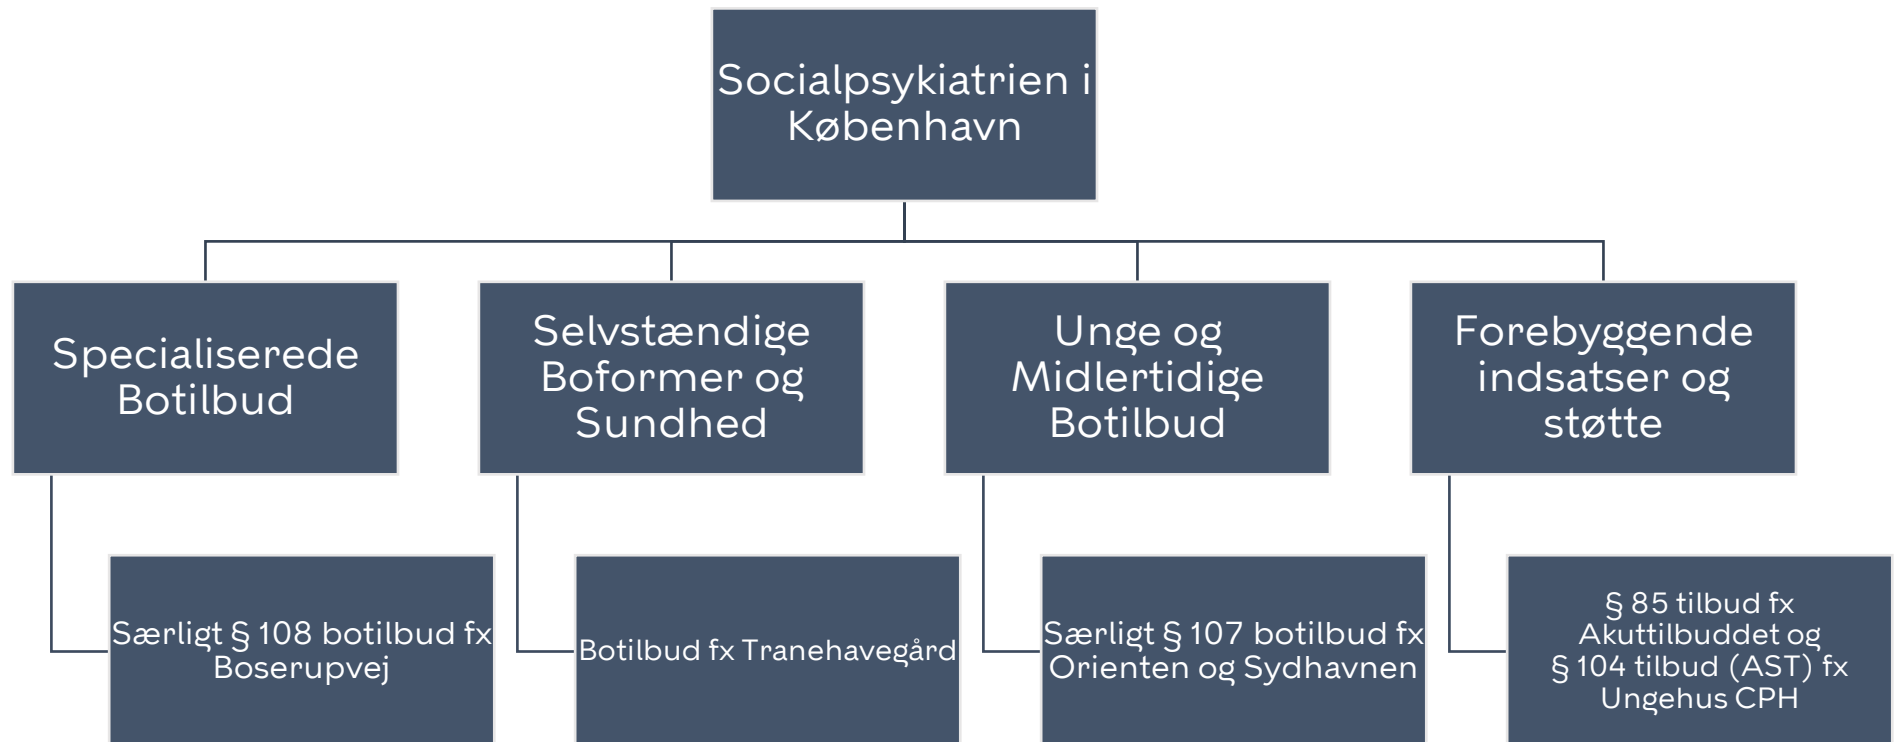 Socialpsykiatrien i
København
Specialiserede
Botilbud
Selvstændige
Boformer og
Sundhed
Unge og
Midlertidige
Botilbud
Forebyggende
indsatser og
støtte
Særligt § 108 botilbud fx
Boserupvej
Botilbud fx Tranehavegård
Særligt § 107 botilbud fx
Orienten og Sydhavnen
§ 85 tilbud fx
Akuttilbuddet og
§ 104 tilbud (AST) fx
Ungehus CPH